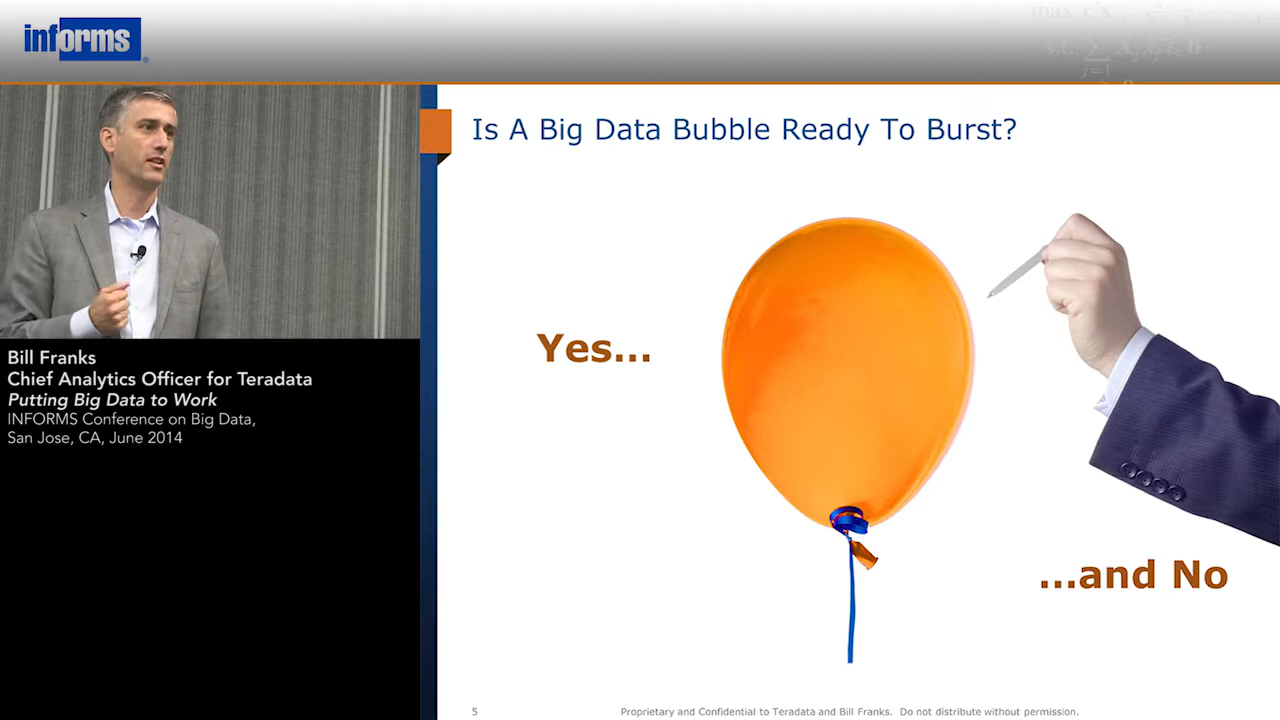 informs
Is A Big Data Bubble Ready To Burst?
Yes...
...and No
Bill Franks
Chief Analytics Officer for Teradata
Putting Big Data to Work
INFORMS Conference on Big Data,
San Jose, CA, June 2014
5
Proprietary and Confidential to Teradata and Bill Franks. Do not distribute without permission.